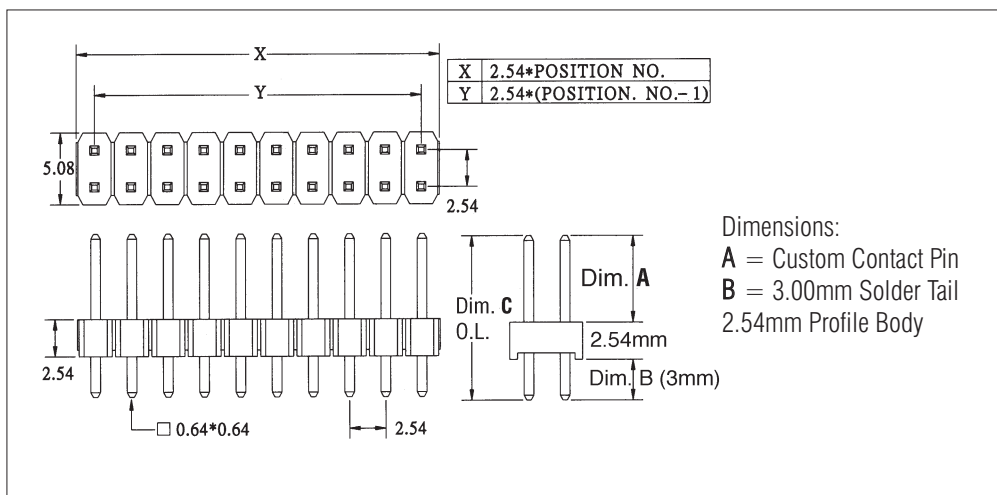 X
X 2.54*POSITION NO.
Y
Y 2.54*(POSITION. NO.-1)
5.08
2.54
Dimensions:
A = Custom Contact Pin
B = 3.00mm Solder Tail
2.54mm Profile Body
Dim. A
Dim. C
O.L.
2.54mm
2.54
Dim. B (3mm)
□ 0.64*0.64
2.54